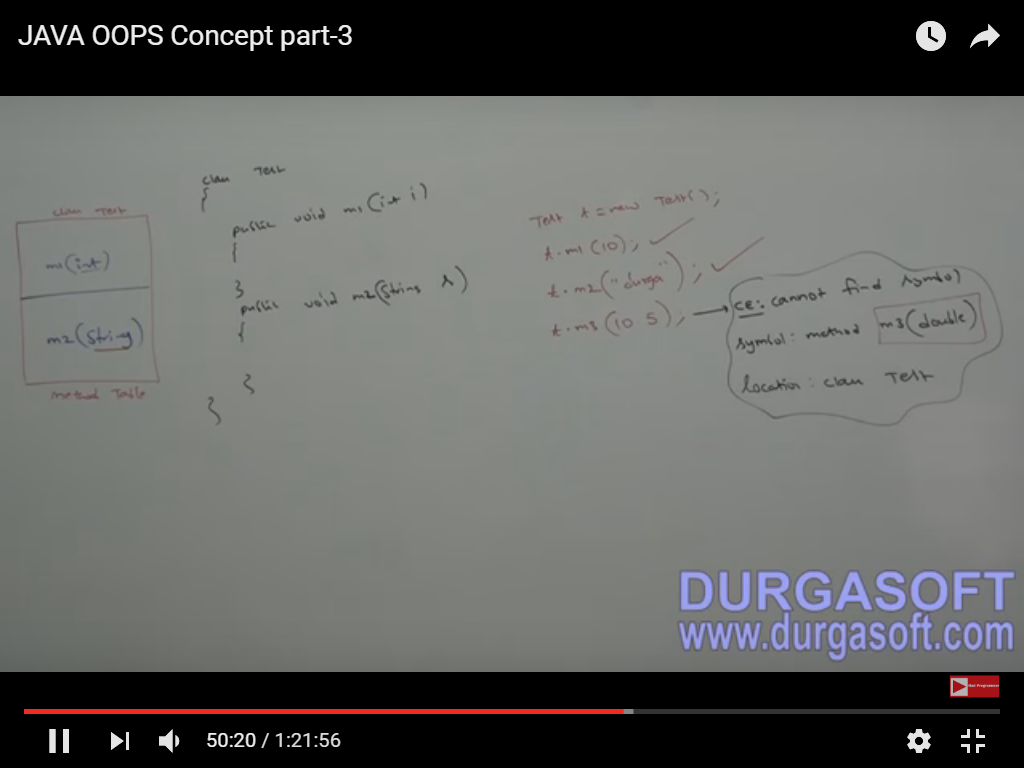 JAVA OOPS Concept part-3
class Test
m1(int)
m2(String)
method Table
class Test
{
public void m1(int i)
{
}
public void m2(String s)
{
}
}
Test t = new Test();
t.m1(10);
t.m2("durga");
t.m3(10.5);
CE: cannot find symbol
symbol: method m3(double)
location: class Test
DURGASOFT
www.durgasoft.com
50:20 / 1:21:56